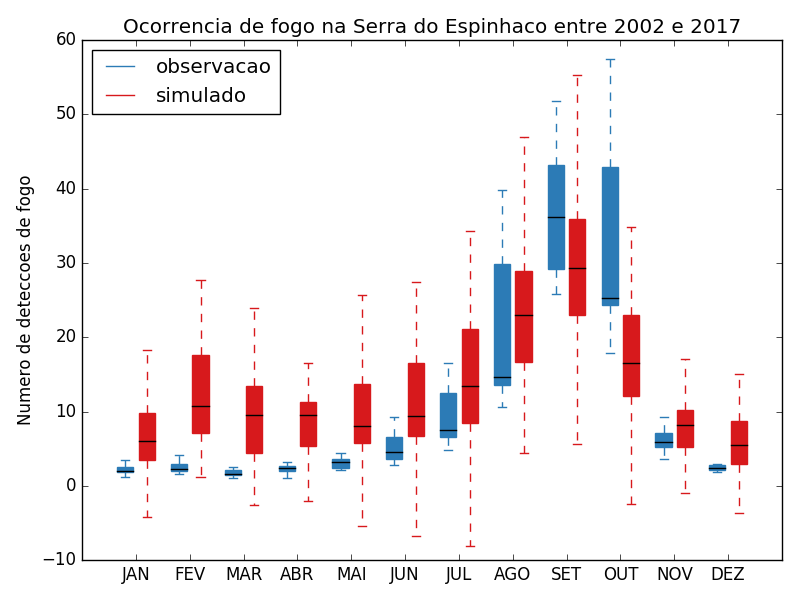 Ocorrencia de fogo na Serra do Espinhaco entre 2002 e 2017
observacao
simulado
Numero de deteccoes de fogo
60
50
40
30
20
10
0
−10
JAN FEV MAR ABR MAI JUN JUL AGO SET OUT NOV DEZ